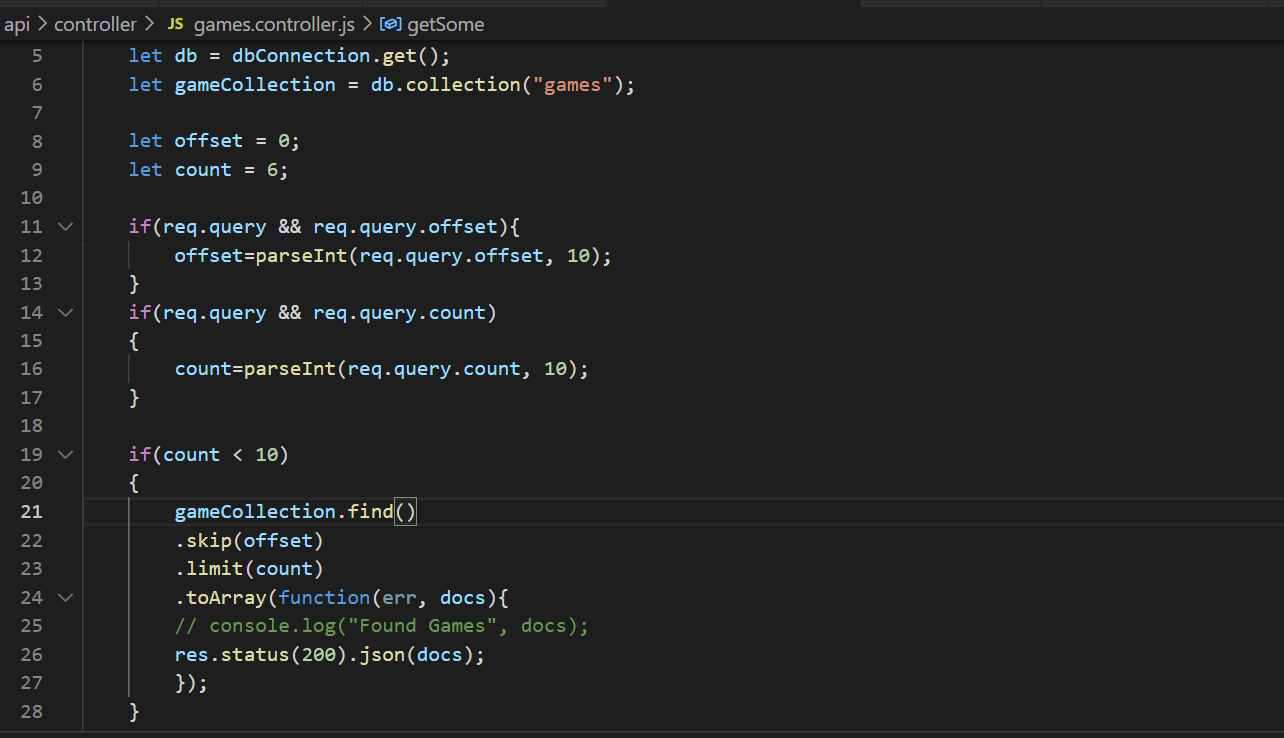 api > controller > JS games.controller.js > getSome
5 let db = dbConnection.get();
6 let gameCollection = db.collection("games");
7
8 let offset = 0;
9 let count = 6;
10
11 if(req.query && req.query.offset){
12 offset=parseInt(req.query.offset, 10);
13 }
14 if(req.query && req.query.count)
15 {
16 count=parseInt(req.query.count, 10);
17 }
18
19 if(count < 10)
20 {
21 gameCollection.find()
22 .skip(offset)
23 .limit(count)
24 .toArray(function(err, docs){
25 // console.log("Found Games", docs);
26 res.status(200).json(docs);
27 });
28 }